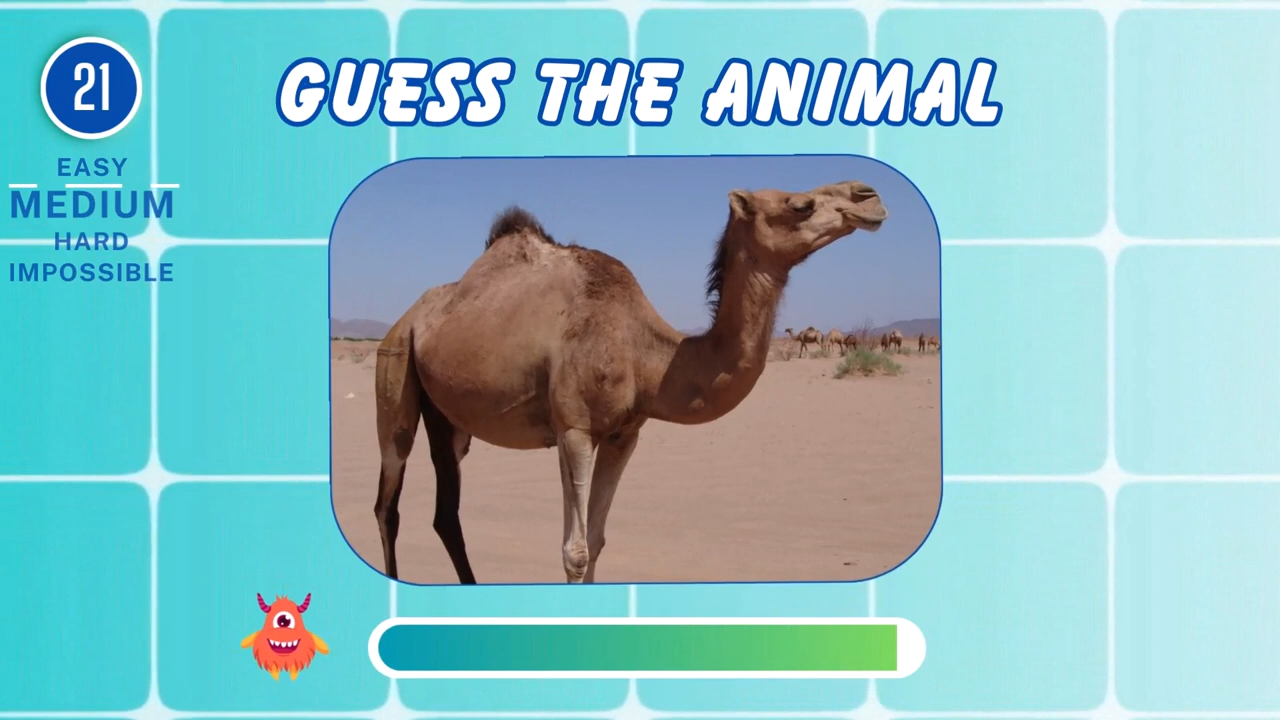 21
GUESS THE ANIMAL
EASY
MEDIUM
HARD
IMPOSSIBLE